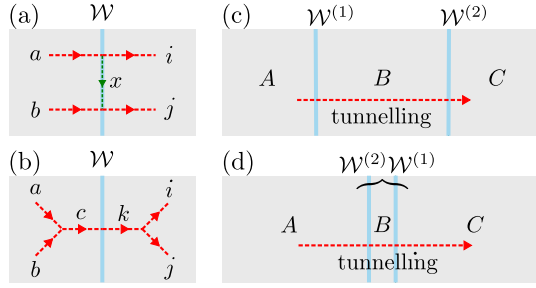 (a) 𝒲
a i
x
b j
(b) 𝒲
a i
c k
b j
(c) 𝒲⁽¹⁾ 𝒲⁽²⁾
A B C
tunnelling
(d) 𝒲⁽²⁾𝒲⁽¹⁾
A B C
tunnelling